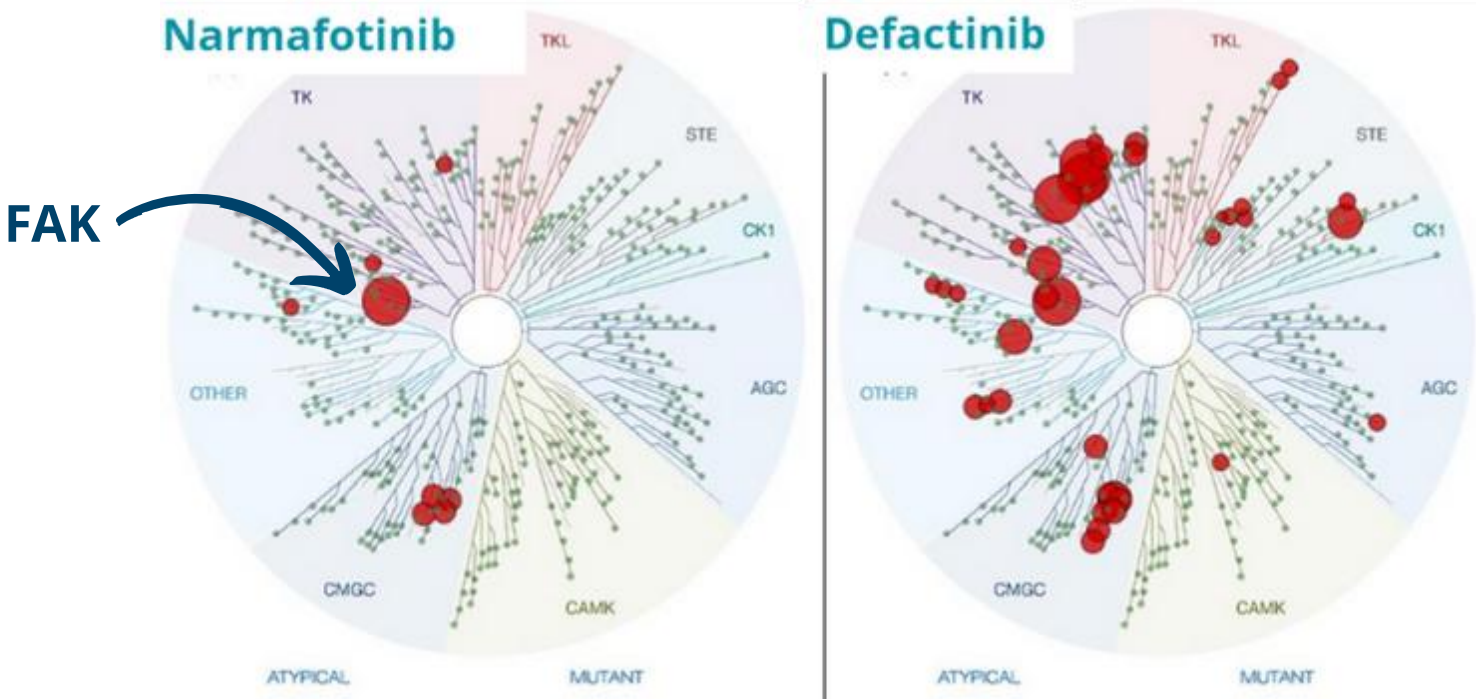 Narmafotinib
TKL
TK
STE
FAK
CK1
OTHER
AGC
CMGC
CAMK
ATYPICAL
MUTANT
Defactinib
TKL
TK
STE
CK1
OTHER
AGC
CMGC
CAMK
ATYPICAL
MUTANT